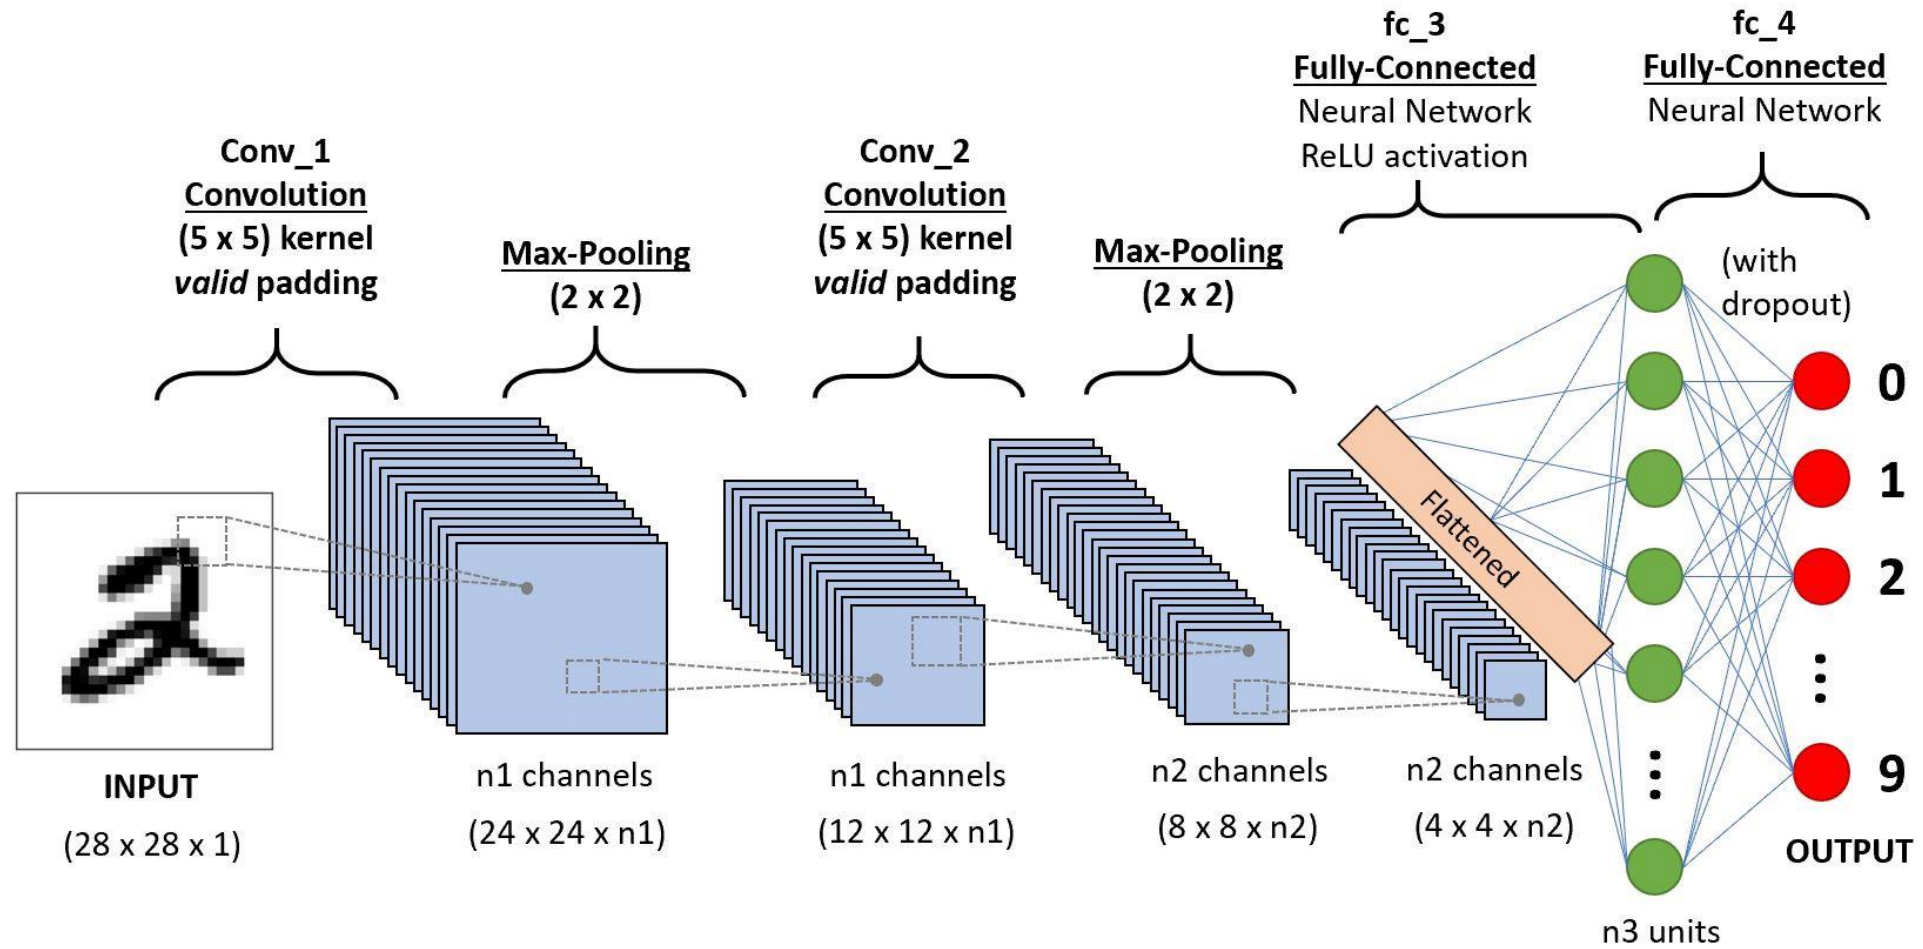 Conv_1
Convolution
(5 x 5) kernel
valid padding
Max-Pooling
(2 x 2)
Conv_2
Convolution
(5 x 5) kernel
valid padding
Max-Pooling
(2 x 2)
fc_3
Fully-Connected
Neural Network
ReLU activation
fc_4
Fully-Connected
Neural Network
(with
dropout)
Flattened
0
1
2
9
INPUT
(28 x 28 x 1)
n1 channels
(24 x 24 x n1)
n1 channels
(12 x 12 x n1)
n2 channels
(8 x 8 x n2)
n2 channels
(4 x 4 x n2)
OUTPUT
n3 units
2